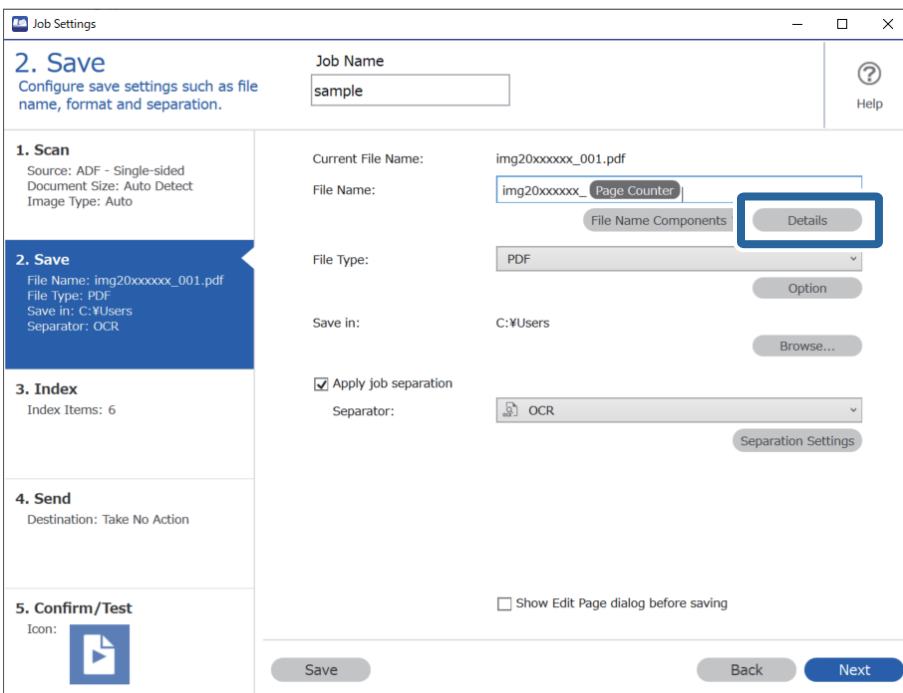 Job Settings
2. Save
Configure save settings such as file
name, format and separation.
Job Name
sample
Help
1. Scan
Source: ADF - Single-sided
Document Size: Auto Detect
Image Type: Auto
2. Save
File Name: img20xxxxxx_001.pdf
File Type: PDF
Save in: C:¥Users
Separator: OCR
3. Index
Index Items: 6
4. Send
Destination: Take No Action
5. Confirm/Test
Icon:
Current File Name: img20xxxxxx_001.pdf
File Name: img20xxxxxx_ Page Counter
File Name Components Details
File Type: PDF
Option
Save in: C:¥Users
Browse...
Apply job separation
Separator: OCR
Separation Settings
Show Edit Page dialog before saving
Save Back Next